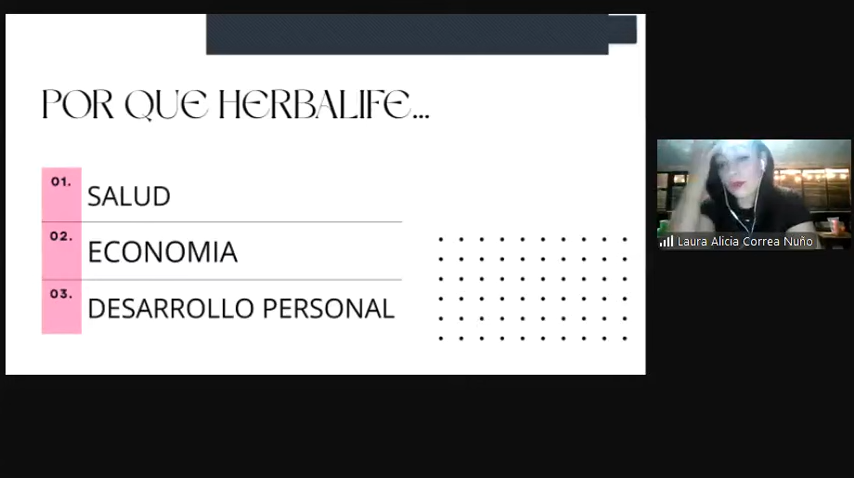 POR QUE HERBALIFE...
01.
SALUD
02.
ECONOMIA
03.
DESARROLLO PERSONAL
Laura Alicia Correa Nuño